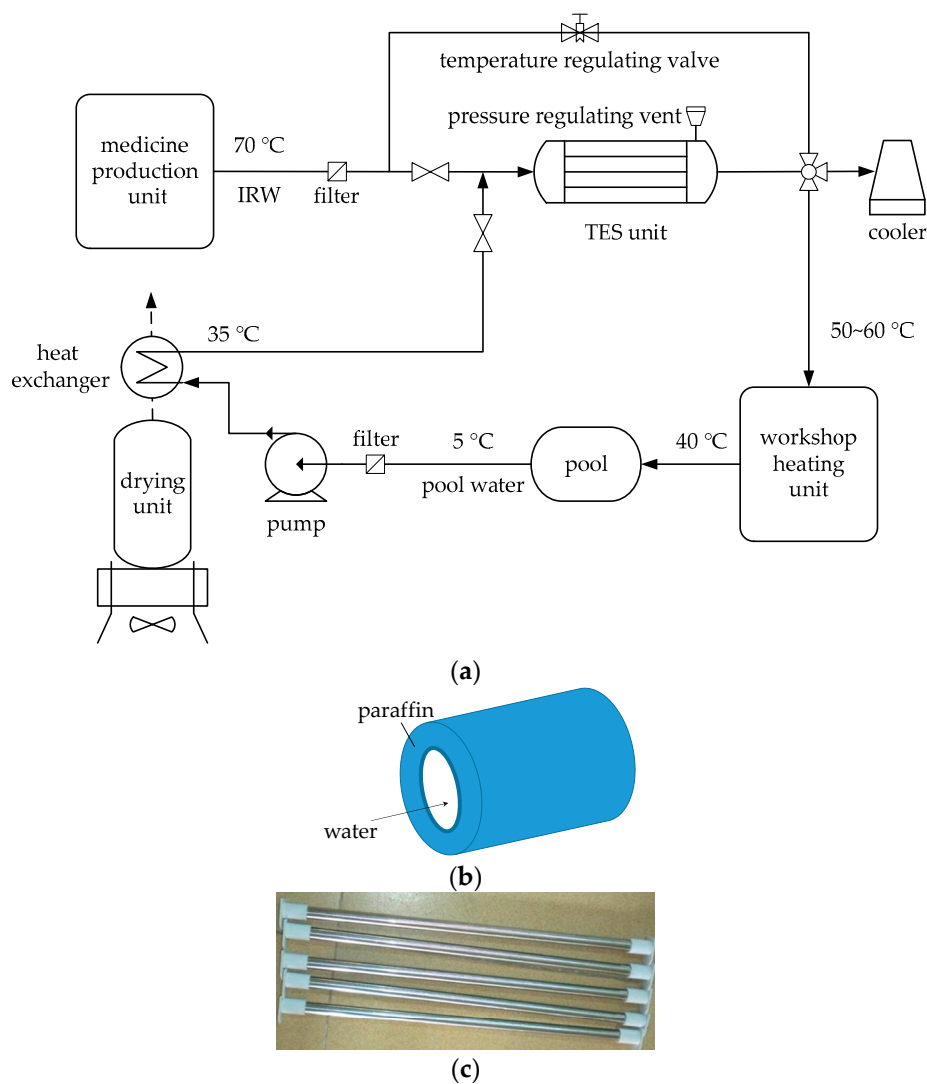 temperature regulating valve
pressure regulating vent
medicine
production
unit
70 °C
IRW
filter
TES unit
cooler
35 °C
50~60 °C
heat
exchanger
drying
unit
pump
filter
5 °C
pool water
pool
40 °C
workshop
heating
unit
(a)
paraffin
water
(b)
(c)